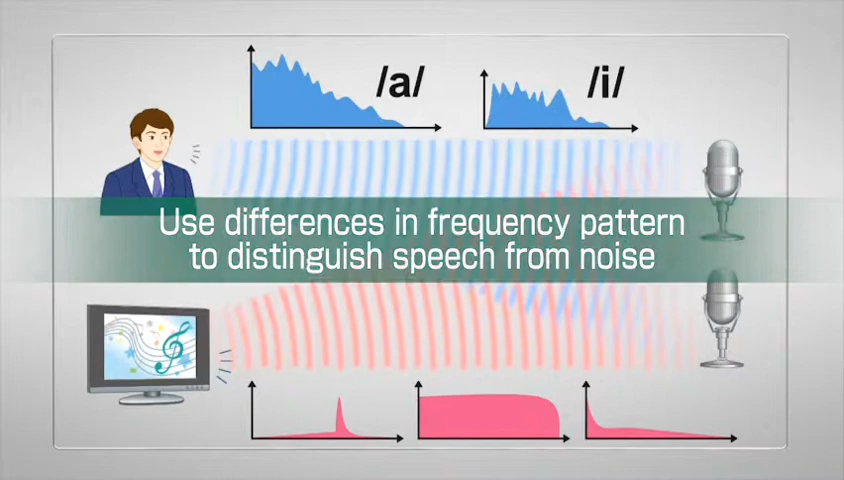 /a/
/i/
Use differences in frequency pattern
to distinguish speech from noise